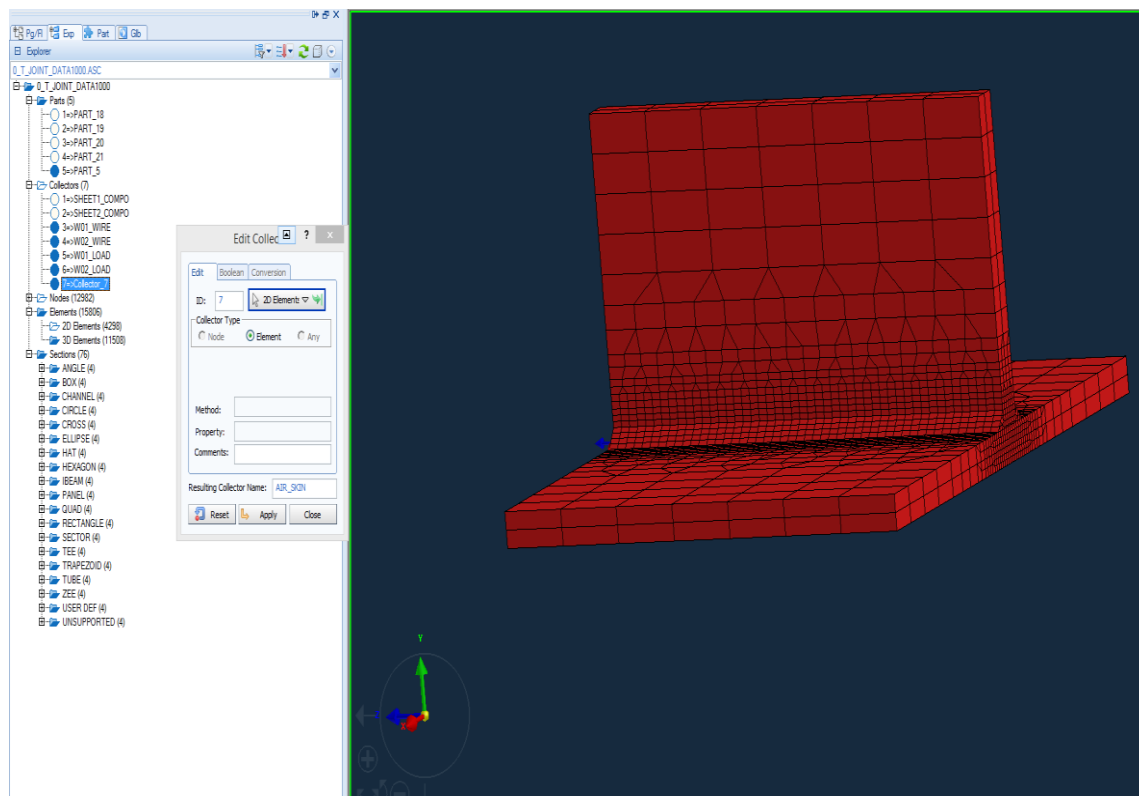 Pg/Fl Exp Part Glb
Explorer
0_T_JOINT_DATA1000.ASC
0_T_JOINT_DATA1000
Parts (5)
1=>PART_18
2=>PART_19
3=>PART_20
4=>PART_21
5=>PART_5
Collectors (7)
1=>SHEET1_COMPO
2=>SHEET2_COMPO
3=>W01_WIRE
4=>W02_WIRE
5=>W01_LOAD
6=>W02_LOAD
7=>Collector_7
Nodes (12982)
Elements (15806)
2D Elements (4298)
3D Elements (11508)
Sections (76)
ANGLE (4)
BOX (4)
CHANNEL (4)
CIRCLE (4)
CROSS (4)
ELLIPSE (4)
HAT (4)
HEXAGON (4)
IBEAM (4)
PANEL (4)
QUAD (4)
RECTANGLE (4)
SECTOR (4)
TEE (4)
TRAPEZOID (4)
TUBE (4)
ZEE (4)
USER DEF (4)
UNSUPPORTED (4)
Edit Collec ? x
Edit Boolean Conversion
ID: 7 2D Elements
Collector Type
Node Element Any
Method:
Property:
Comments:
Resulting Collector Name: AIR_SKIN
Reset Apply Close
Y